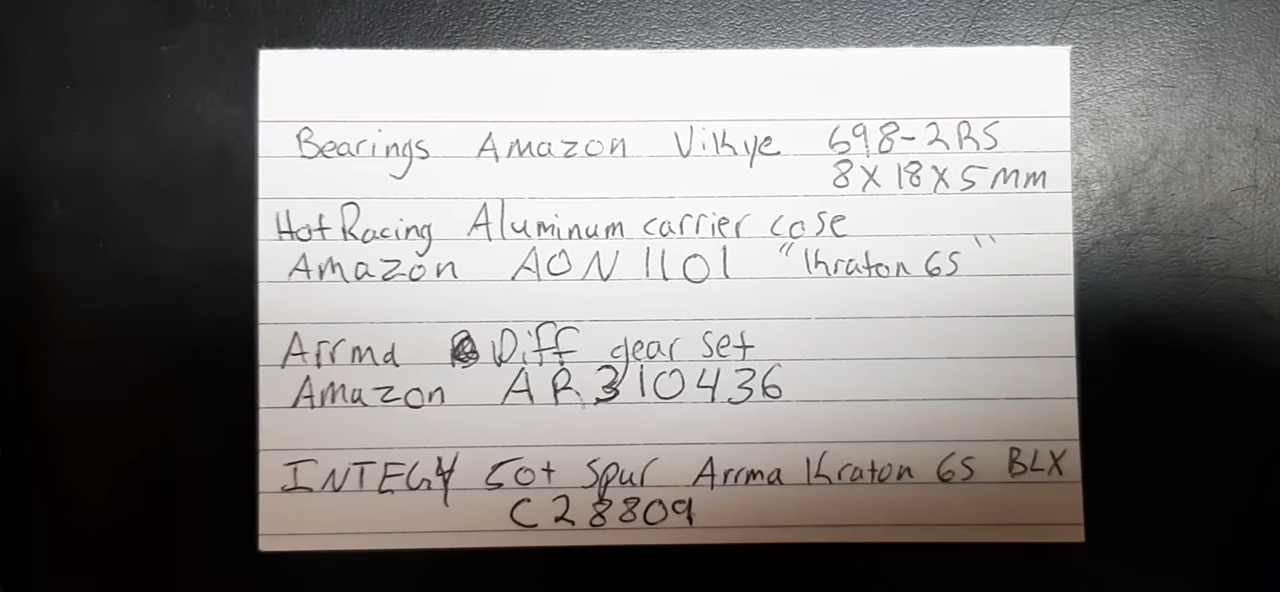 Bearings Amazon Vikye 698-2RS
8X18X5mm
Hot Racing Aluminum carrier case
Amazon AON1101 "Kraton 6S"
Arrma Diff gear set
Amazon AR310436
INTEGY 50t Spur Arrma Kraton 6S BLX
C28809